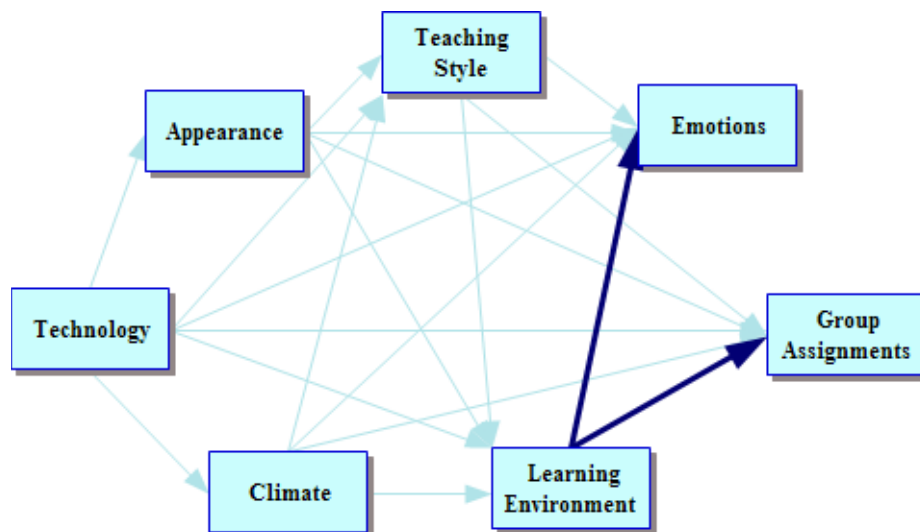 Teaching
Style
Appearance
Emotions
Technology
Group
Assignments
Climate
Learning
Environment